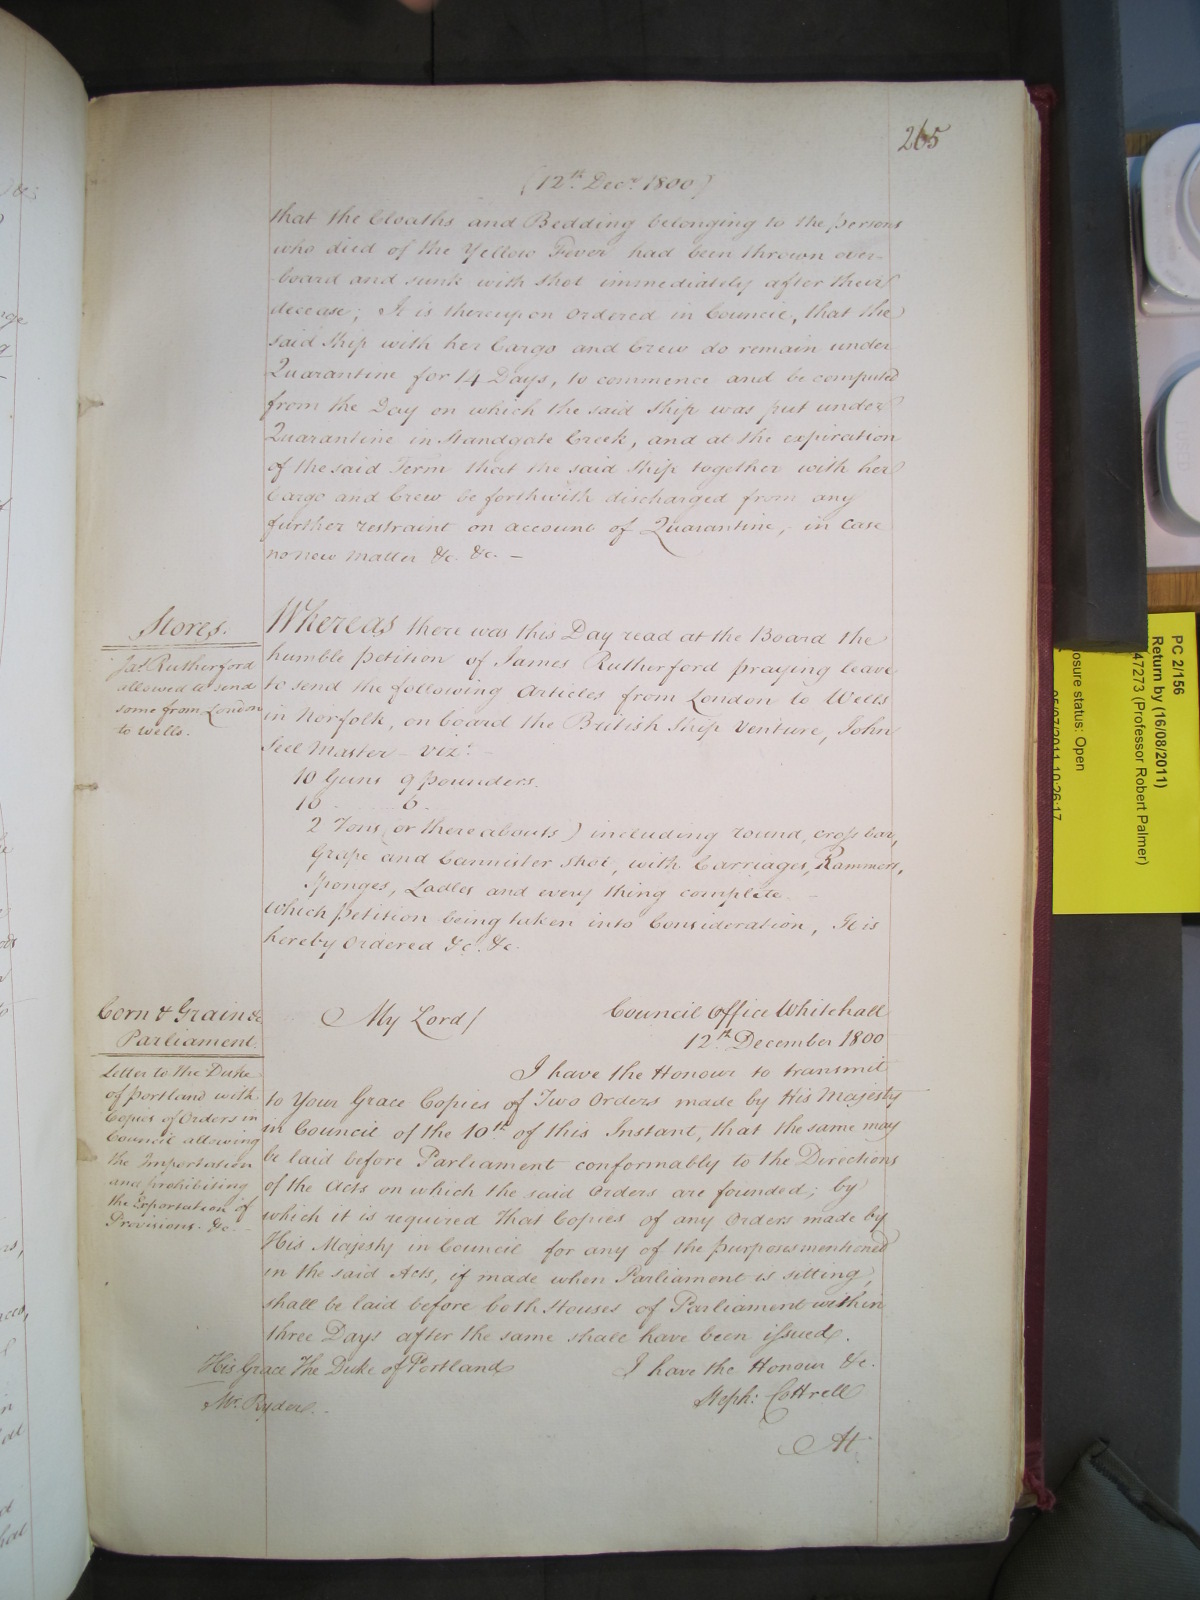 265
(12th Decr 1800)
that the Cloaths and Bedding belonging to the persons
who died of the Yellow Fever had been thrown over-
board and sunk with shot immediately after their
decease; It is thereupon Ordered in Council, that the
said Ship with her Cargo and Crew do remain under
Quarantine for 14 Days, to commence and be computed
from the Day on which the said Ship was put under
Quarantine in Standgate Creek, and at the expiration
of the said Term that the said Ship together with her
Cargo and Crew be forthwith discharged from any
further restraint on account of Quarantine; in case
no new matter &c. &c. —
Stores.
Jas. Rutherford
allowed to send
some from London
to Wells.
Whereas there was this Day read at the Board the
humble petition of James Rutherford praying leave
to send the following Articles from London to Wells
in Norfolk, on board the British Ship Venture, John
Master - viz:t
10 Guns 9 pounders.
10 ..... 6.
2 Tons (or thereabouts) including round, cross bar,
Grape and Cannister shot, with Carriages, Rammers,
Sponges, Ladles and every thing complete. -
Which petition being taken into Consideration, It is
hereby Ordered &c. &c.
Corn & Grain &c
Parliament.
Letter to the Duke
of Portland with
Copies of Orders in
Council allowing
the Importation
and prohibiting
the Exportation of
Provisions. &c
My Lord/
Council Office Whitehall
12th December 1800
I have the Honour to transmit
to Your Grace Copies of Two Orders made by His Majesty
in Council of the 10th of this Instant, that the same may
be laid before Parliament conformably to the Directions
of the Acts on which the said Orders are founded; by
which it is required that Copies of any Orders made by
His Majesty in Council for any of the purposes mentioned
in the said Acts, if made when Parliament is sitting,
shall be laid before both Houses of Parliament within
three Days after the same shall have been issued.
His Grace The Duke of Portland
I have the Honour &c.
Steph: Cottrell
Mr. Ryder. -
At
PC 2/156
Return by (16/08/2011)
47273 (Professor Robert Palmer)
osure status: Open
05/07/2011 10:26:17